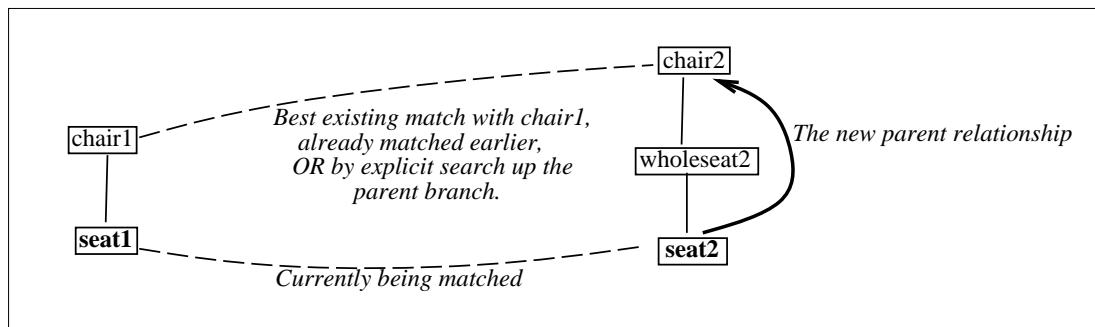 chair2
Best existing match with chair1,
already matched earlier,
OR by explicit search up the
parent branch.
The new parent relationship
chair1
wholeseat2
seat1
seat2
Currently being matched